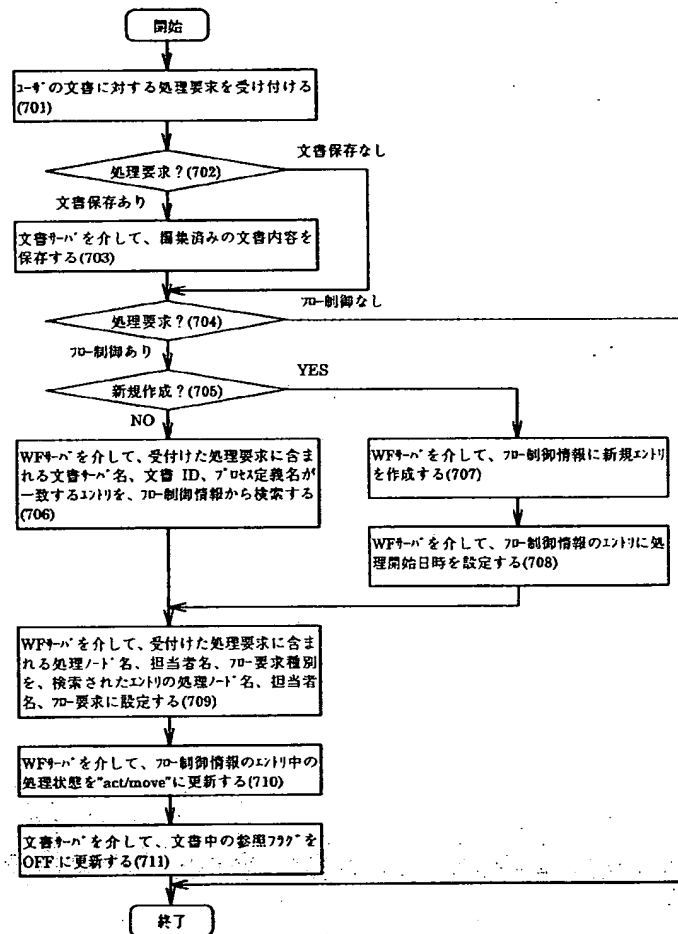 開始
ユーザの文書に対する処理要求を受け付ける
(701)
文書保存なし
処理要求?(702)
文書保存あり
文書サーバを介して、編集済みの文書内容を
保存する(703)
フロー制御なし
処理要求?(704)
フロー制御あり
YES
新規作成?(705)
NO
WFサーバを介して、受付けた処理要求に含ま
れる文書サーバ名、文書 ID、プロセス定義名が
一致するエントリを、フロー制御情報から検索する
(706)
WFサーバを介して、フロー制御情報に新規エントリ
を作成する(707)
WFサーバを介して、フロー制御情報のエントリに処
理開始日時を設定する(708)
WFサーバを介して、受付けた処理要求に含ま
れる処理ノード名、担当者名、フロー要求種別
を、検索されたエントリの処理ノード名、担当者
名、フロー要求に設定する(709)
WFサーバを介して、フロー制御情報のエントリ中の
処理状態を"act/move"に更新する(710)
文書サーバを介して、文書中の参照フラグを
OFFに更新する(711)
終了